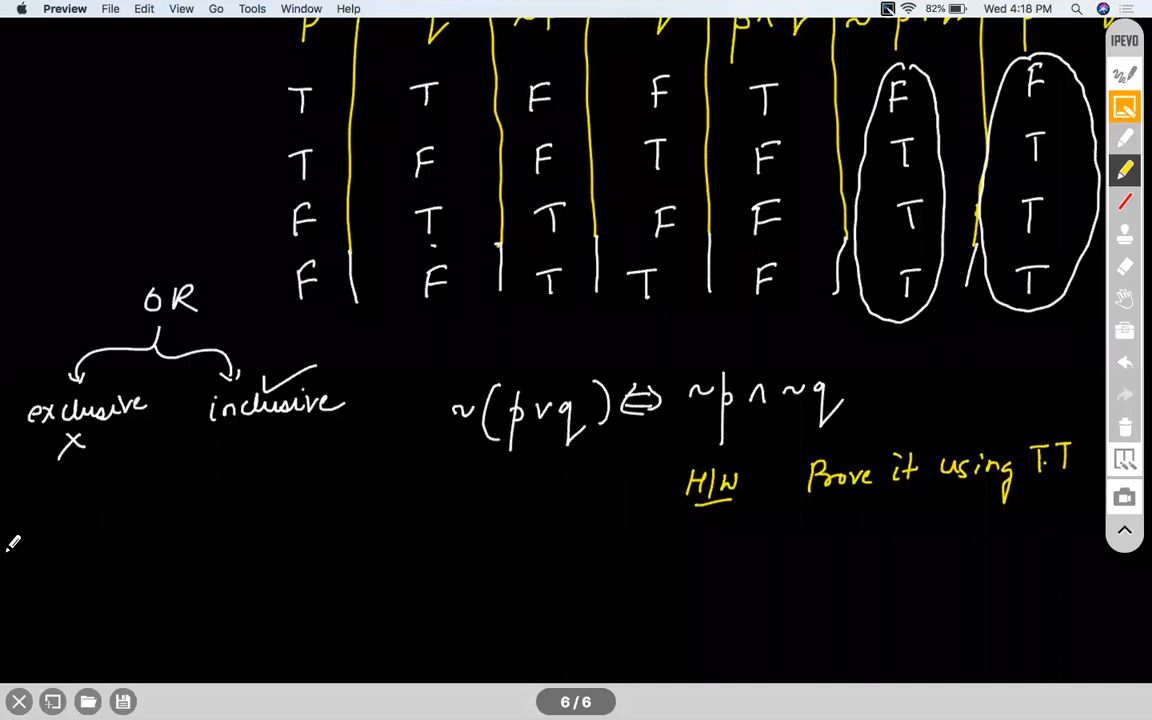 Preview File Edit View Go Tools Window Help 82% Wed 4:18 PM
IPEVO
T T F F T F F
T F F T F T T
F T T F F T T
F F T T F T T
OR
exclusive inclusive
X
~(p∨q) ⇔ ~p ∧ ~q
H/W Prove it using T.T
6/6